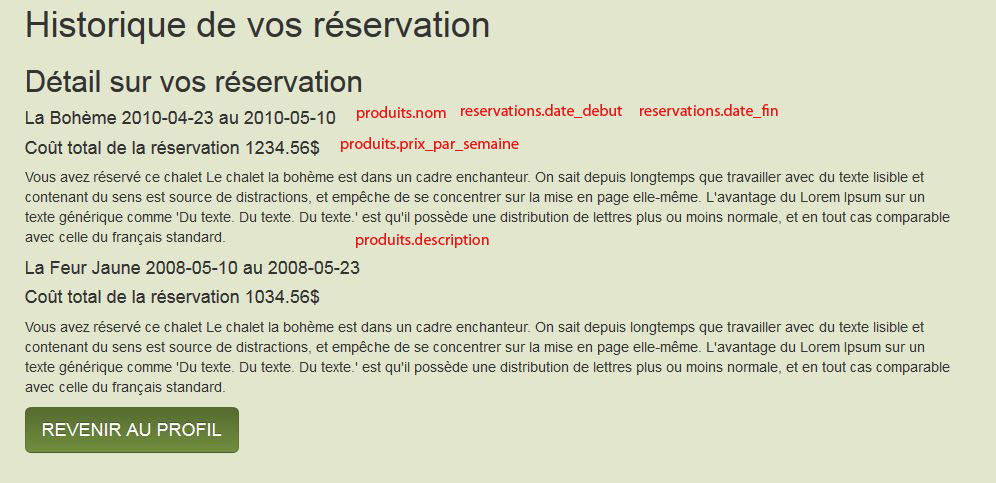 Historique de vos réservation
Détail sur vos réservation
La Bohème 2010-04-23 au 2010-05-10 produits.nom reservations.date_debut reservations.date_fin
Coût total de la réservation 1234.56$ produits.prix_par_semaine
Vous avez réservé ce chalet Le chalet la bohème est dans un cadre enchanteur. On sait depuis longtemps que travailler avec du texte lisible et
contenant du sens est source de distractions, et empêche de se concentrer sur la mise en page elle-même. L'avantage du Lorem Ipsum sur un
texte générique comme 'Du texte. Du texte. Du texte.' est qu'il possède une distribution de lettres plus ou moins normale, et en tout cas comparable
avec celle du français standard.
produits.description
La Feur Jaune 2008-05-10 au 2008-05-23
Coût total de la réservation 1034.56$
Vous avez réservé ce chalet Le chalet la bohème est dans un cadre enchanteur. On sait depuis longtemps que travailler avec du texte lisible et
contenant du sens est source de distractions, et empêche de se concentrer sur la mise en page elle-même. L'avantage du Lorem Ipsum sur un
texte générique comme 'Du texte. Du texte. Du texte.' est qu'il possède une distribution de lettres plus ou moins normale, et en tout cas comparable
avec celle du français standard.
REVENIR AU PROFIL